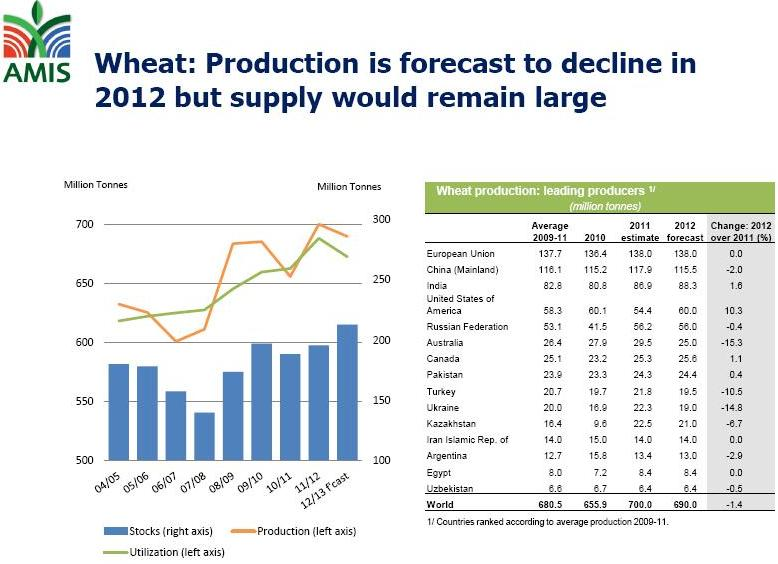 AMIS
Wheat: Production is forecast to decline in
2012 but supply would remain large
Million Tonnes
Million Tonnes
700
650
600
550
500
300
250
200
150
100
04/05
05/06
06/07
07/08
08/09
09/10
10/11
11/12
12/13 f'cast
Stocks (right axis)
Production (left axis)
Utilization (left axis)
Wheat production: leading producers 1/
(million tonnes)
Average 2009-11 2010 2011 estimate 2012 forecast Change: 2012 over 2011 (%)
European Union 137.7 136.4 138.0 138.0 0.0
China (Mainland) 116.1 115.2 117.9 115.5 -2.0
India 82.8 80.8 86.9 88.3 1.6
United States of
America 58.3 60.1 54.4 60.0 10.3
Russian Federation 53.1 41.5 56.2 56.0 -0.4
Australia 26.4 27.9 29.5 25.0 -15.3
Canada 25.1 23.2 25.3 25.6 1.1
Pakistan 23.9 23.3 24.3 24.4 0.4
Turkey 20.7 19.7 21.8 19.5 -10.5
Ukraine 20.0 16.9 22.3 19.0 -14.8
Kazakhstan 16.4 9.6 22.5 21.0 -6.7
Iran Islamic Rep. of 14.0 15.0 14.0 14.0 0.0
Argentina 12.7 15.8 13.4 13.0 -2.9
Egypt 8.0 7.2 8.4 8.4 0.0
Uzbekistan 6.6 6.7 6.4 6.4 -0.5
World 680.5 655.9 700.0 690.0 -1.4
1/ Countries ranked according to average production 2009-11.